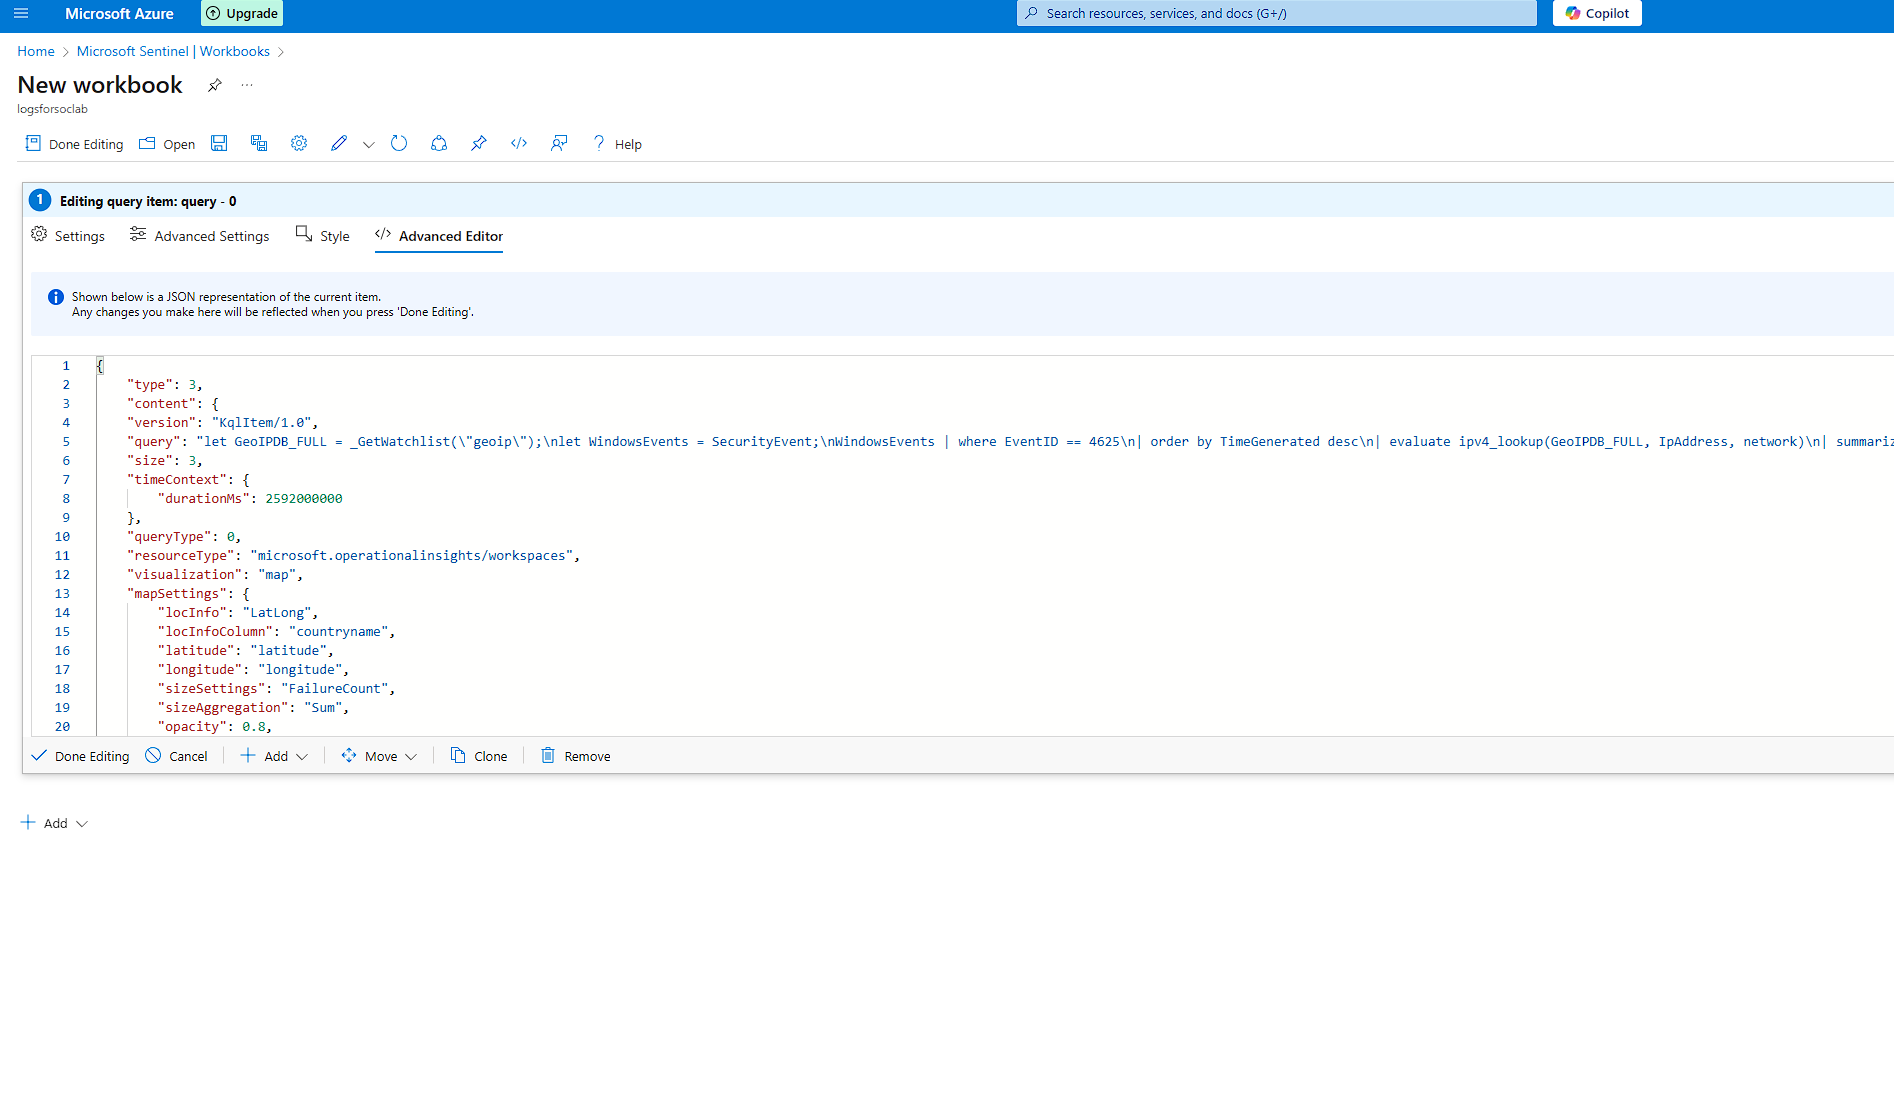 Microsoft Azure
Upgrade
Search resources, services, and docs (G+/)
Copilot
Home > Microsoft Sentinel | Workbooks >
New workbook
logsforsoclab
Done Editing Open Help
1 Editing query item: query - 0
Settings Advanced Settings Style </> Advanced Editor
Shown below is a JSON representation of the current item.
Any changes you make here will be reflected when you press 'Done Editing'.
1 {
2 "type": 3,
3 "content": {
4 "version": "KqlItem/1.0",
5 "query": "let GeoIPDB_FULL = _GetWatchlist(\"geoip\");\nlet WindowsEvents = SecurityEvent;\nWindowsEvents | where EventID == 4625\n| order by TimeGenerated desc\n| evaluate ipv4_lookup(GeoIPDB_FULL, IpAddress, network)\n| summariz
6 "size": 3,
7 "timeContext": {
8 "durationMs": 2592000000
9 },
10 "queryType": 0,
11 "resourceType": "microsoft.operationalinsights/workspaces",
12 "visualization": "map",
13 "mapSettings": {
14 "locInfo": "LatLong",
15 "locInfoColumn": "countryname",
16 "latitude": "latitude",
17 "longitude": "longitude",
18 "sizeSettings": "FailureCount",
19 "sizeAggregation": "Sum",
20 "opacity": 0.8,
Done Editing Cancel Add Move Clone Remove
Add